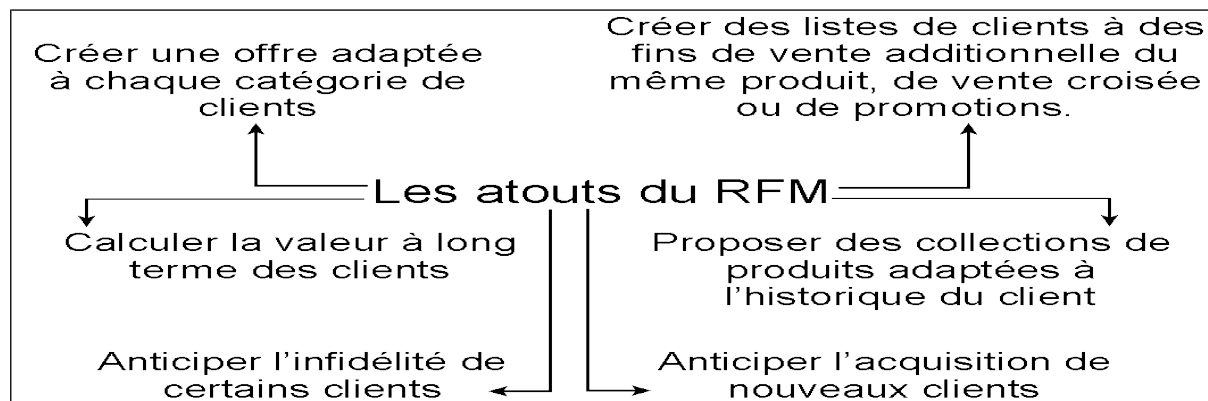 Créer une offre adaptée
à chaque catégorie de
clients
Créer des listes de clients à des
fins de vente additionnelle du
même produit, de vente croisée
ou de promotions.
Les atouts du RFM
Calculer la valeur à long
terme des clients
Proposer des collections de
produits adaptées à
l’historique du client
Anticiper l’infidélité de
certains clients
Anticiper l’acquisition de
nouveaux clients